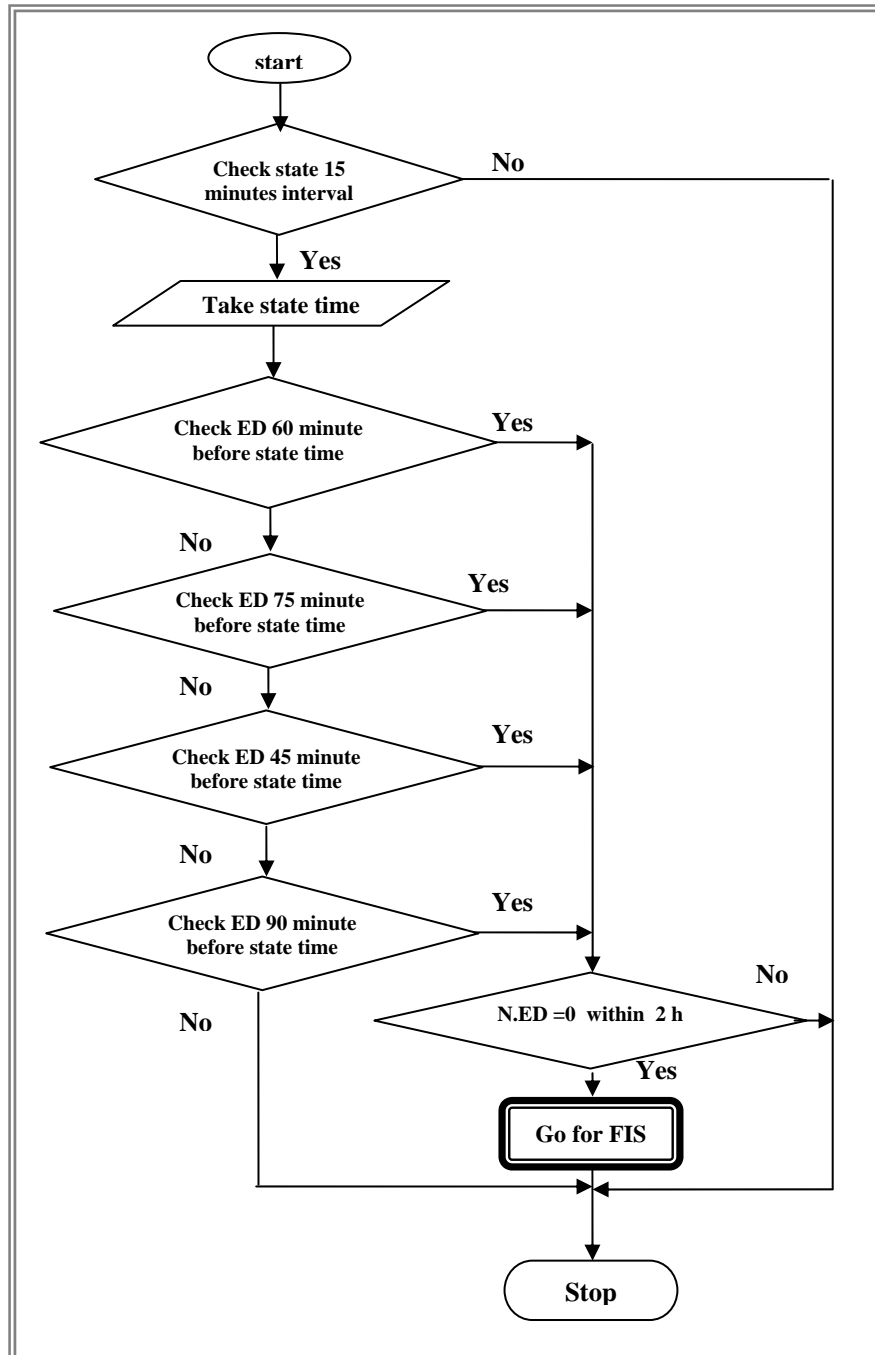 start
Check state 15
minutes interval
No
Yes
Take state time
Check ED 60 minute
before state time
Yes
No
Check ED 75 minute
before state time
Yes
No
Check ED 45 minute
before state time
Yes
No
Check ED 90 minute
before state time
Yes
No
N.ED =0 within 2 h
No
Yes
Go for FIS
Stop